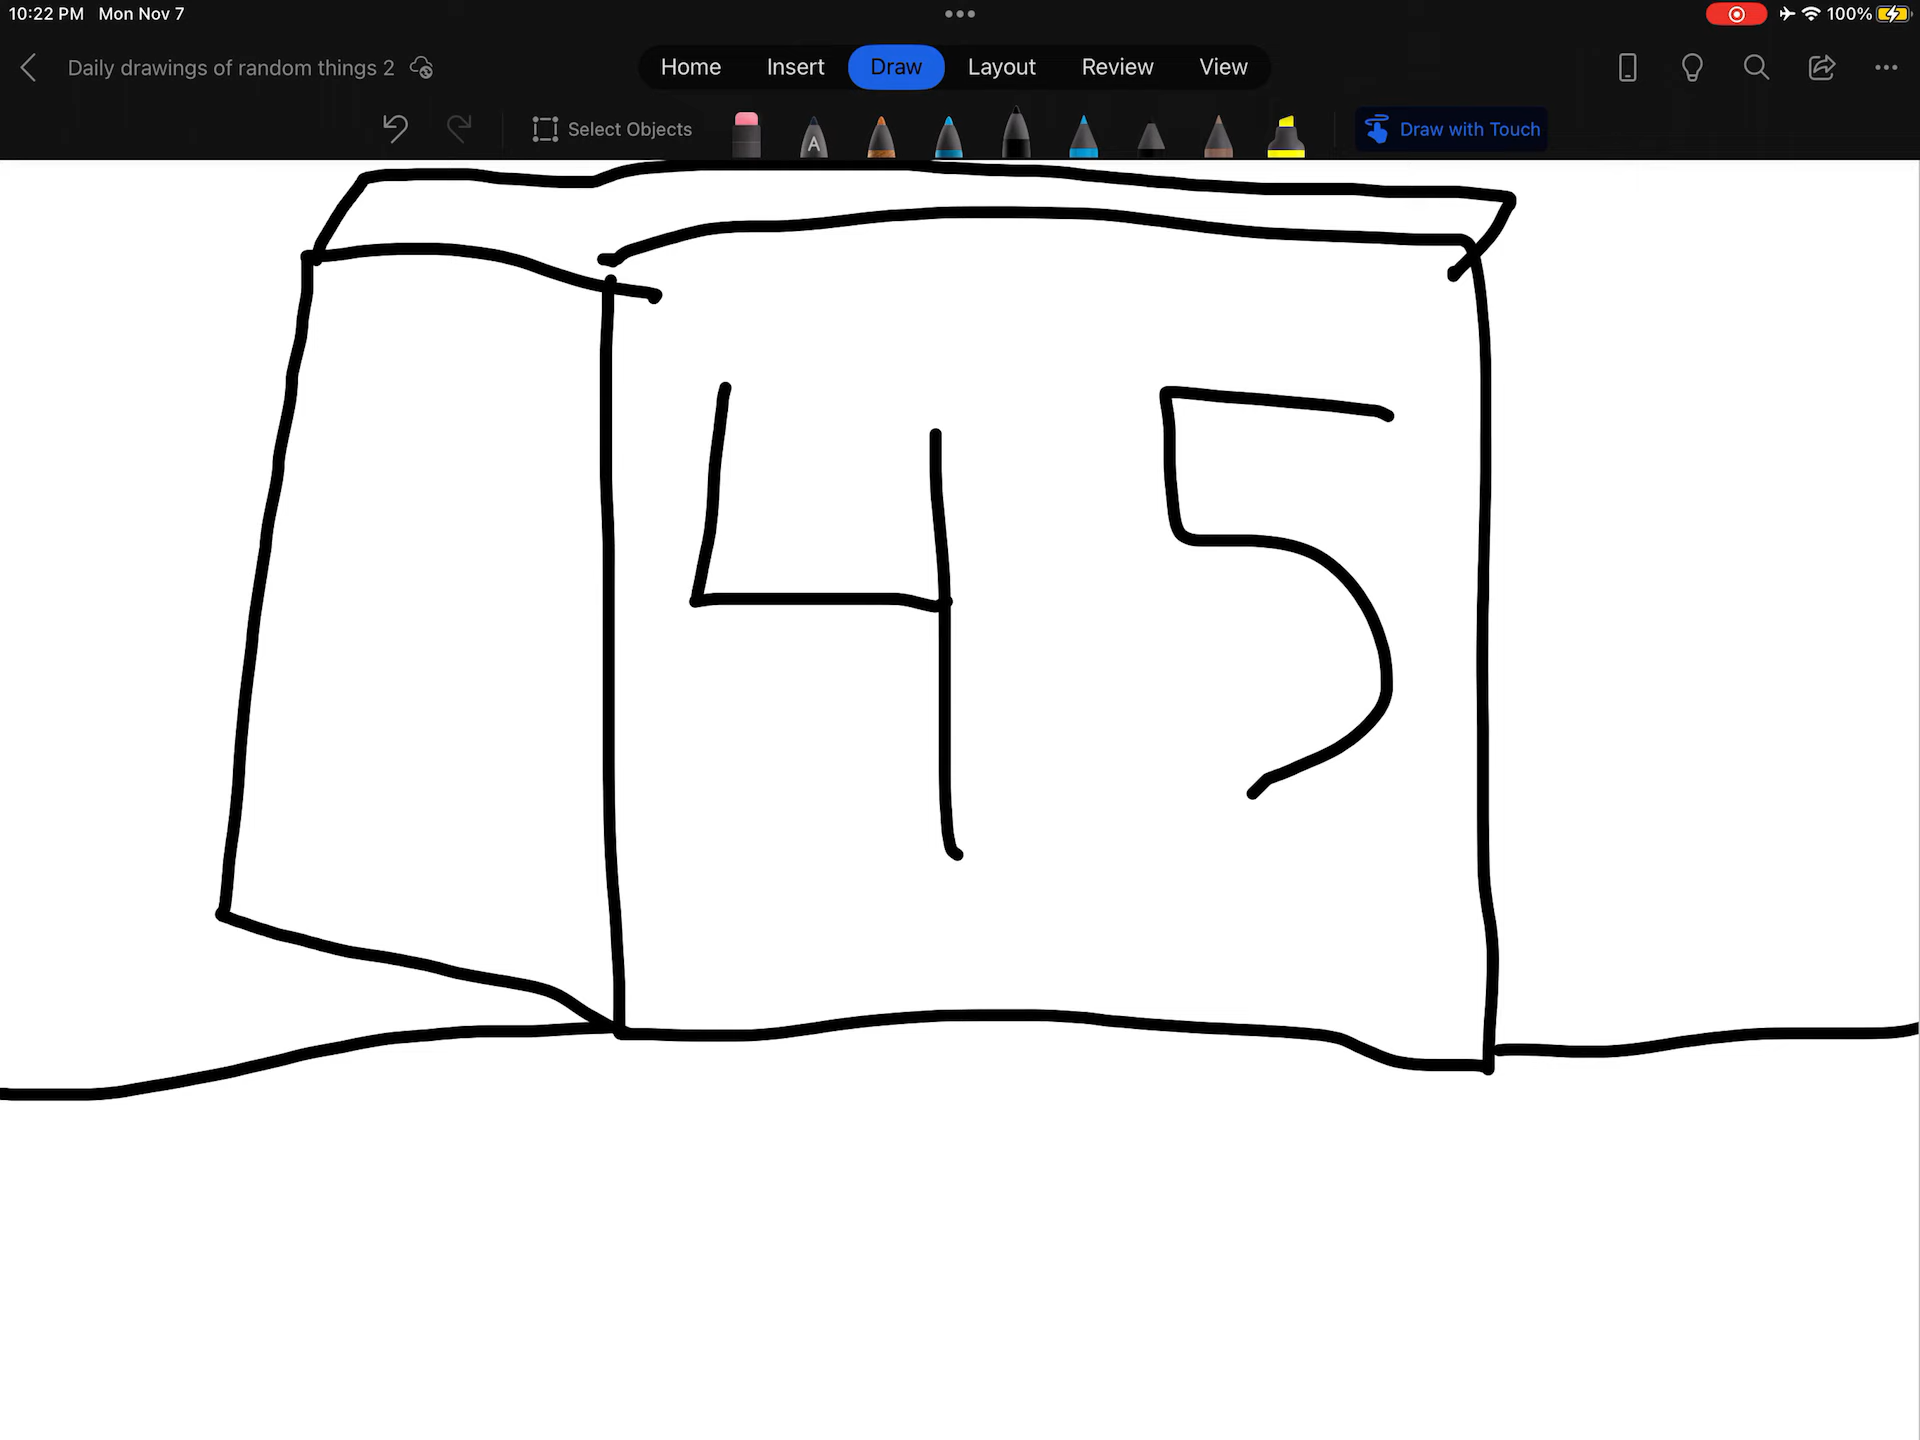 10:22 PM Mon Nov 7 100%
Daily drawings of random things 2 Home Insert Draw Layout Review View
Select Objects A Draw with Touch
45